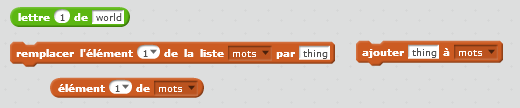 lettre 1 de world
remplacer l'élément 1 de la liste mots par thing
ajouter thing à mots
élément 1 de mots